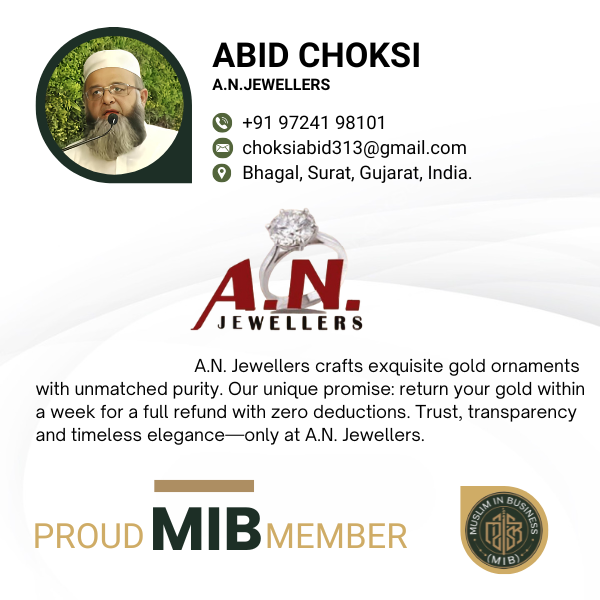 ABID CHOKSI
A.N.JEWELLERS
+91 97241 98101
choksiabid313@gmail.com
Bhagal, Surat, Gujarat, India.
A.N.
JEWELLERS
A.N. Jewellers crafts exquisite gold ornaments
with unmatched purity. Our unique promise: return your gold within
a week for a full refund with zero deductions. Trust, transparency
and timeless elegance—only at A.N. Jewellers.
PROUD MIB MEMBER
MUSLIM IN BUSINESS
(MIB)